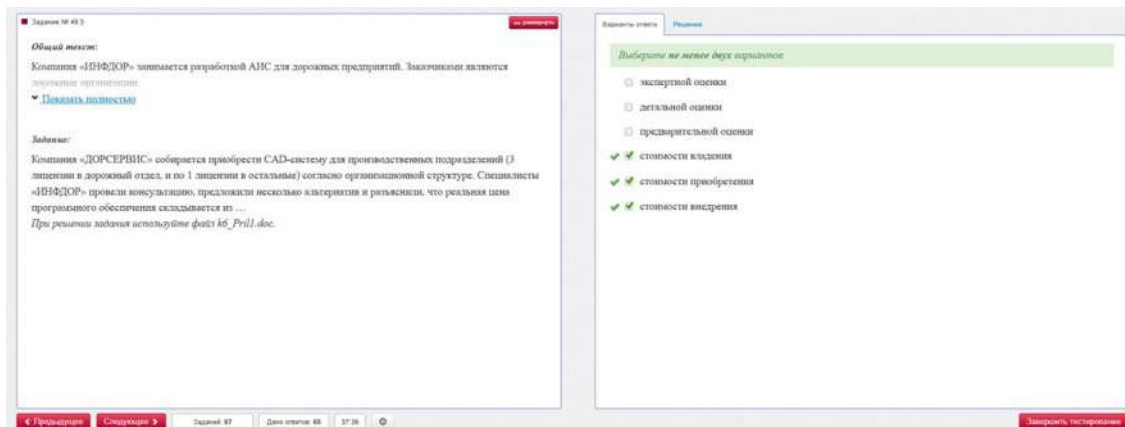 Задание № 49.3
развернуть
Общий текст:
Компания «ИНФДОР» занимается разработкой АИС для дорожных предприятий. Заказчиками являются
дорожные организации.
Показать полностью
Задание:
Компания «ДОРСЕРВИС» собирается приобрести CAD-систему для производственных подразделений (3
лицензии в дорожный отдел, и по 1 лицензии в остальные) согласно организационной структуре. Специалисты
«ИНФДОР» провели консультацию, предложили несколько альтернатив и разъяснили, что реальная цена
программного обеспечения складывается из …
При решении задания используйте файл k6_Pril1.doc.
Предыдущее
Следующее
Заданий: 67
Дано ответов: 66
57:36
Варианты ответа
Решение
Выберите не менее двух вариантов
экспертной оценки
детальной оценки
предварительной оценки
стоимости владения
стоимости приобретения
стоимости внедрения
Завершить тестирование